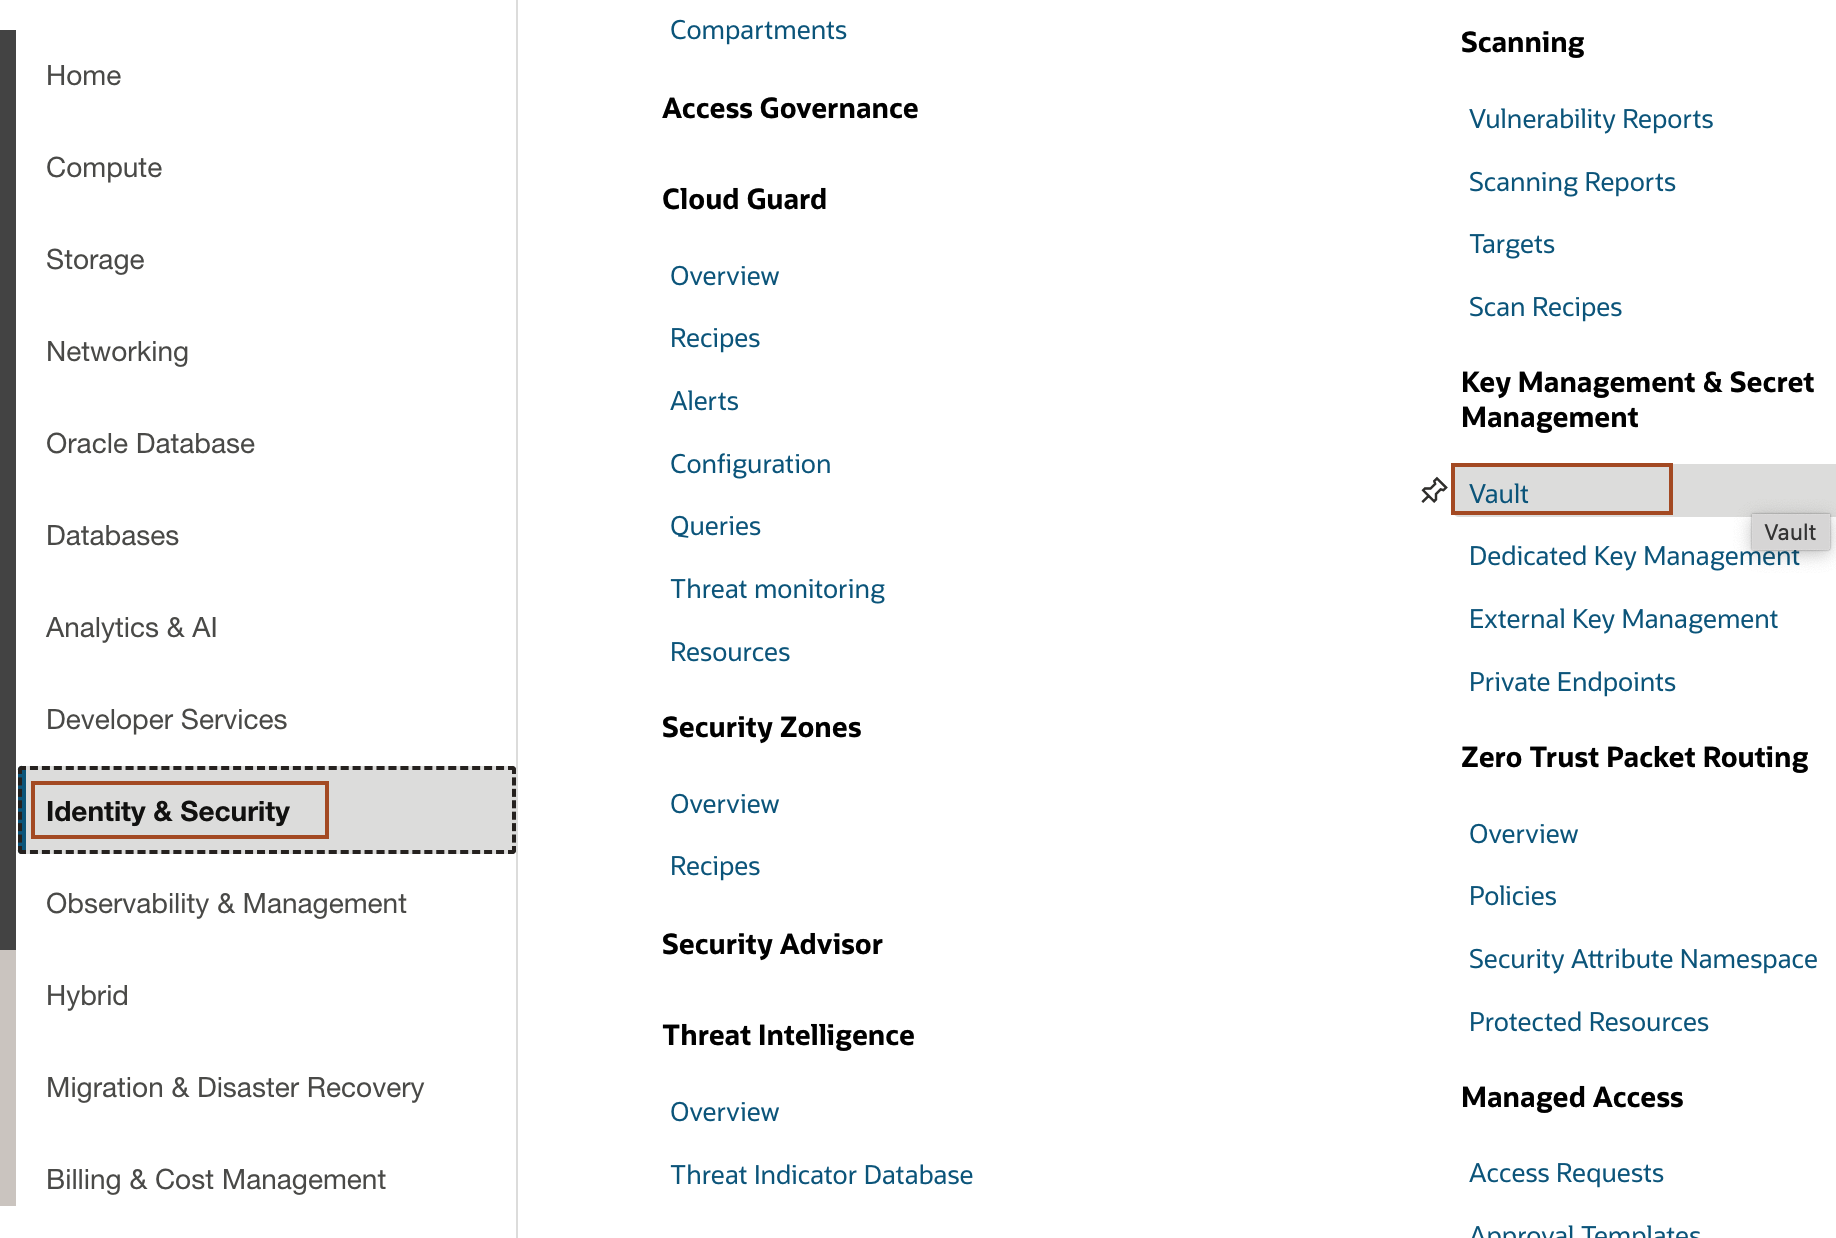 Home
Compute
Storage
Networking
Oracle Database
Databases
Analytics & AI
Developer Services
Identity & Security
Observability & Management
Hybrid
Migration & Disaster Recovery
Billing & Cost Management
Compartments
Access Governance
Cloud Guard
Overview
Recipes
Alerts
Configuration
Queries
Threat monitoring
Resources
Security Zones
Overview
Recipes
Security Advisor
Threat Intelligence
Overview
Threat Indicator Database
Scanning
Vulnerability Reports
Scanning Reports
Targets
Scan Recipes
Key Management & Secret
Management
Vault
Vault
Dedicated Key Management
External Key Management
Private Endpoints
Zero Trust Packet Routing
Overview
Policies
Security Attribute Namespace
Protected Resources
Managed Access
Access Requests
Approval Templates